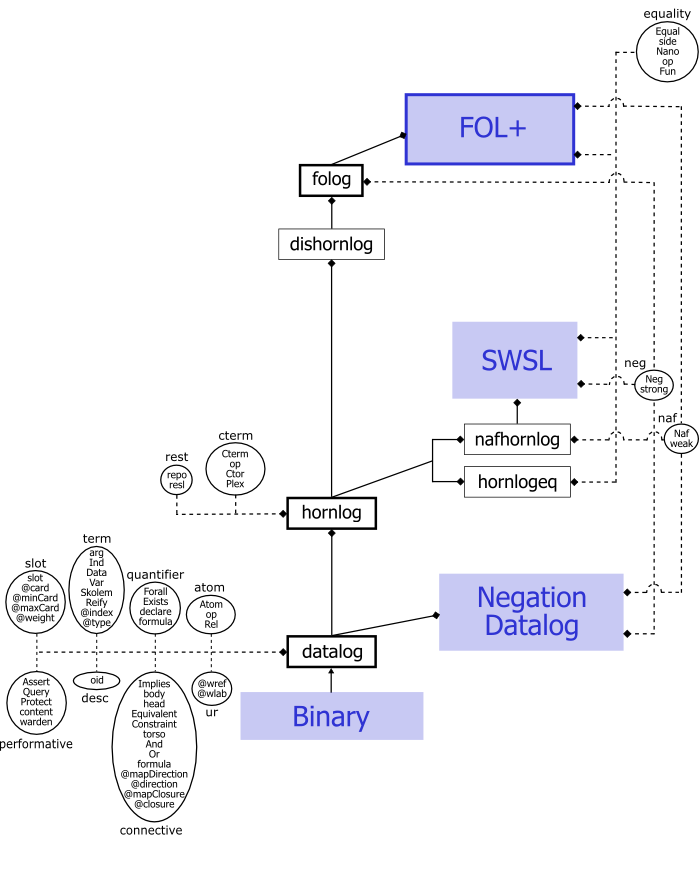 equality
Equal
side
Nano
op
Fun
FOL+
folog
dishornlog
SWSL
neg
Neg
strong
naf
Naf
weak
nafhornlog
hornlogeq
cterm
Cterm
op
Ctor
Plex
rest
repo
resl
hornlog
term
arg
Ind
Data
Var
Skolem
Reify
@index
@type
slot
slot
@card
@minCard
@maxCard
@weight
quantifier
Forall
Exists
declare
formula
atom
Atom
op
Rel
Negation
Datalog
datalog
Assert
Query
Protect
content
warden
performative
oid
desc
Implies
body
head
Equivalent
Constraint
torso
And
Or
formula
@mapDirection
@direction
@mapClosure
@closure
connective
@wref
@wlab
ur
Binary